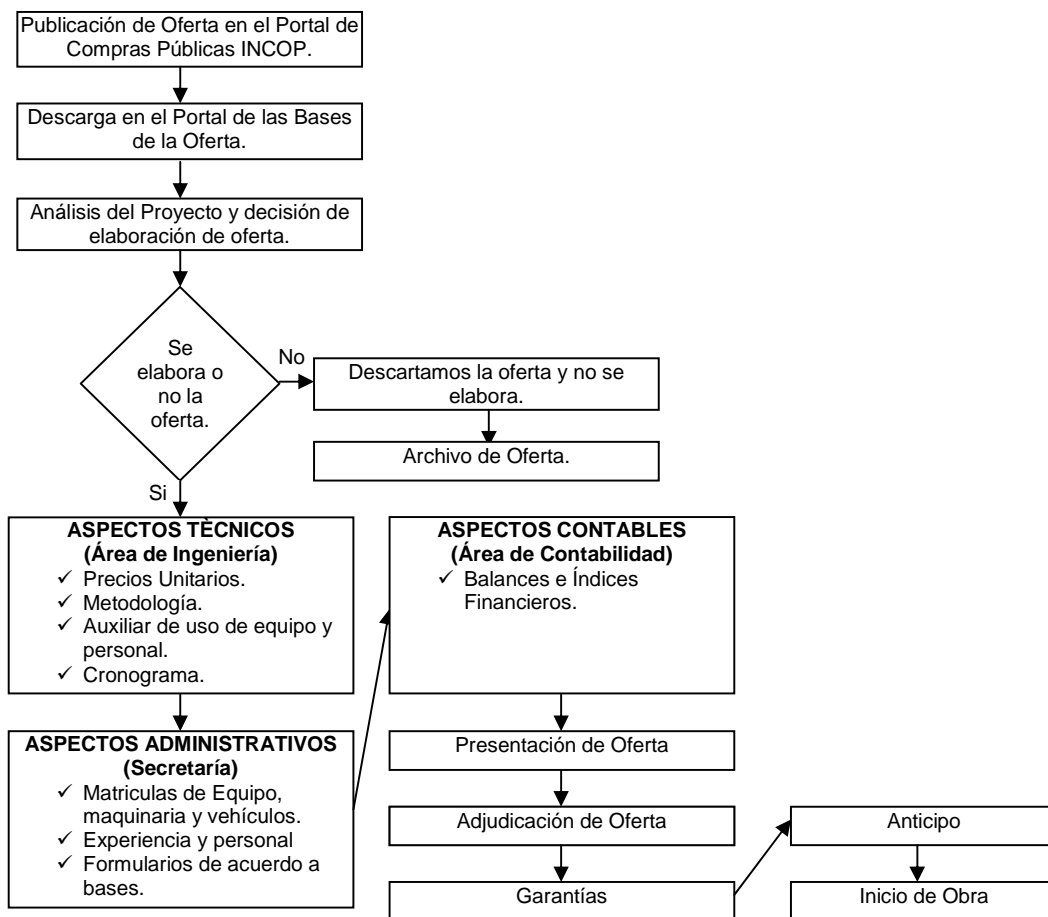 Publicación de Oferta en el Portal de
Compras Públicas INCOP.
Descarga en el Portal de las Bases
de la Oferta.
Análisis del Proyecto y decisión de
elaboración de oferta.
Se
elabora o
no la
oferta.
No
Descartamos la oferta y no se
elabora.
Archivo de Oferta.
Si
ASPECTOS TÈCNICOS
(Área de Ingeniería)
✓ Precios Unitarios.
✓ Metodología.
✓ Auxiliar de uso de equipo y
personal.
✓ Cronograma.
ASPECTOS ADMINISTRATIVOS
(Secretaría)
✓ Matriculas de Equipo,
maquinaria y vehículos.
✓ Experiencia y personal
✓ Formularios de acuerdo a
bases.
ASPECTOS CONTABLES
(Área de Contabilidad)
✓ Balances e Índices
Financieros.
Presentación de Oferta
Adjudicación de Oferta
Garantías
Anticipo
Inicio de Obra